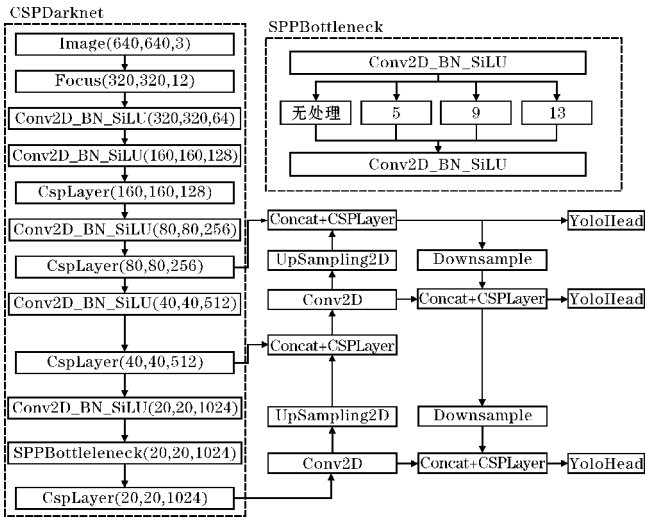 CSPDarknet
Image(640,640,3)
Focus(320,320,12)
Conv2D_BN_SiLU(320,320,64)
Conv2D_BN_SiLU(160,160,128)
CspLayer(160,160,128)
Conv2D_BN_SiLU(80,80,256)
CspLayer(80,80,256)
Conv2D_BN_SiLU(40,40,512)
CspLayer(40,40,512)
Conv2D_BN_SiLU(20,20,1024)
SPPBottleleneck(20,20,1024)
CspLayer(20,20,1024)
SPPBottleneck
Conv2D_BN_SiLU
无处理 5 9 13
Conv2D_BN_SiLU
Concat+CSPLayer YoloHead
UpSampling2D Downsample
Conv2D Concat+CSPLayer YoloHead
Concat+CSPLayer
UpSampling2D Downsample
Conv2D Concat+CSPLayer YoloHead